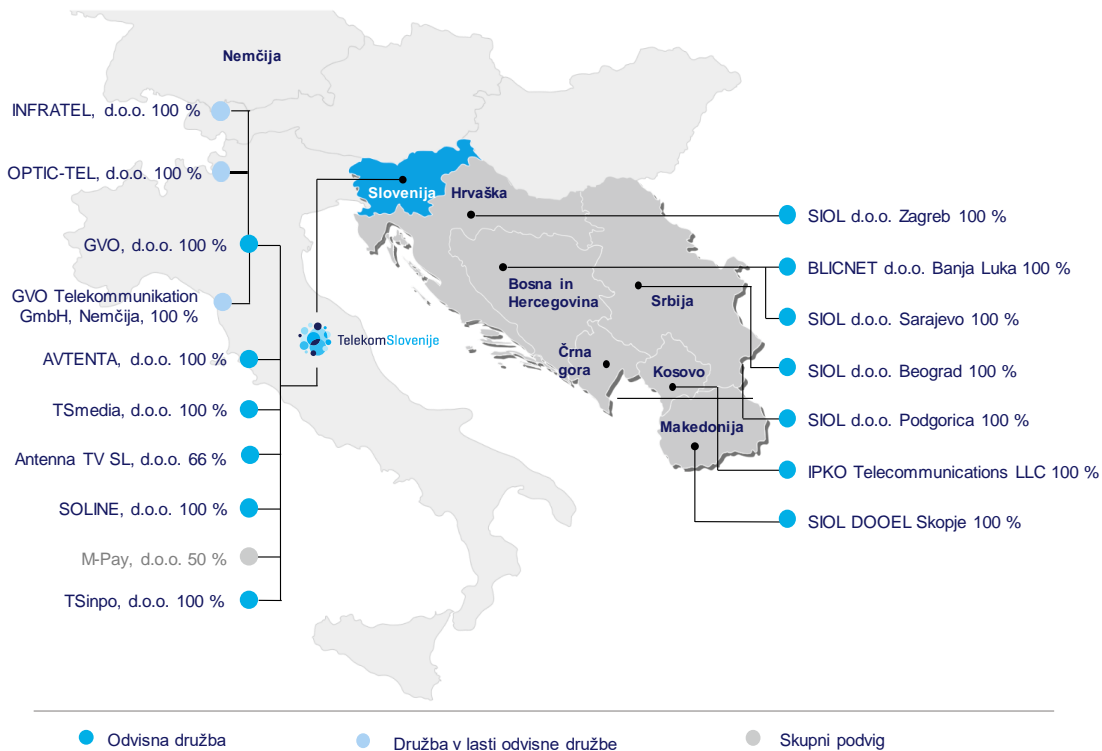 Nemčija
INFRATEL, d.o.o. 100 %
OPTIC-TEL, d.o.o. 100 %
GVO, d.o.o. 100 %
GVO Telekommunikation
GmbH, Nemčija, 100 %
AVTENTA, d.o.o. 100 %
TSmedia, d.o.o. 100 %
Antenna TV SL, d.o.o. 66 %
SOLINE, d.o.o. 100 %
M-Pay, d.o.o. 50 %
TSinpo, d.o.o. 100 %
TelekomSlovenije
Slovenija
Hrvaška
Bosna in
Hercegovina
Srbija
Črna
gora
Kosovo
Makedonija
SIOL d.o.o. Zagreb 100 %
BLICNET d.o.o. Banja Luka 100 %
SIOL d.o.o. Sarajevo 100 %
SIOL d.o.o. Beograd 100 %
SIOL d.o.o. Podgorica 100 %
IPKO Telecommunications LLC 100 %
SIOL DOOEL Skopje 100 %
Odvisna družba
Družba v lasti odvisne družbe
Skupni podvig